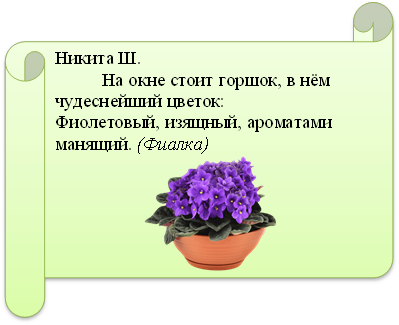 Никита Ш.
На окне стоит горшок, в нём
чудеснейший цветок:
Фиолетовый, изящный, ароматами
манящий. (Фиалка)